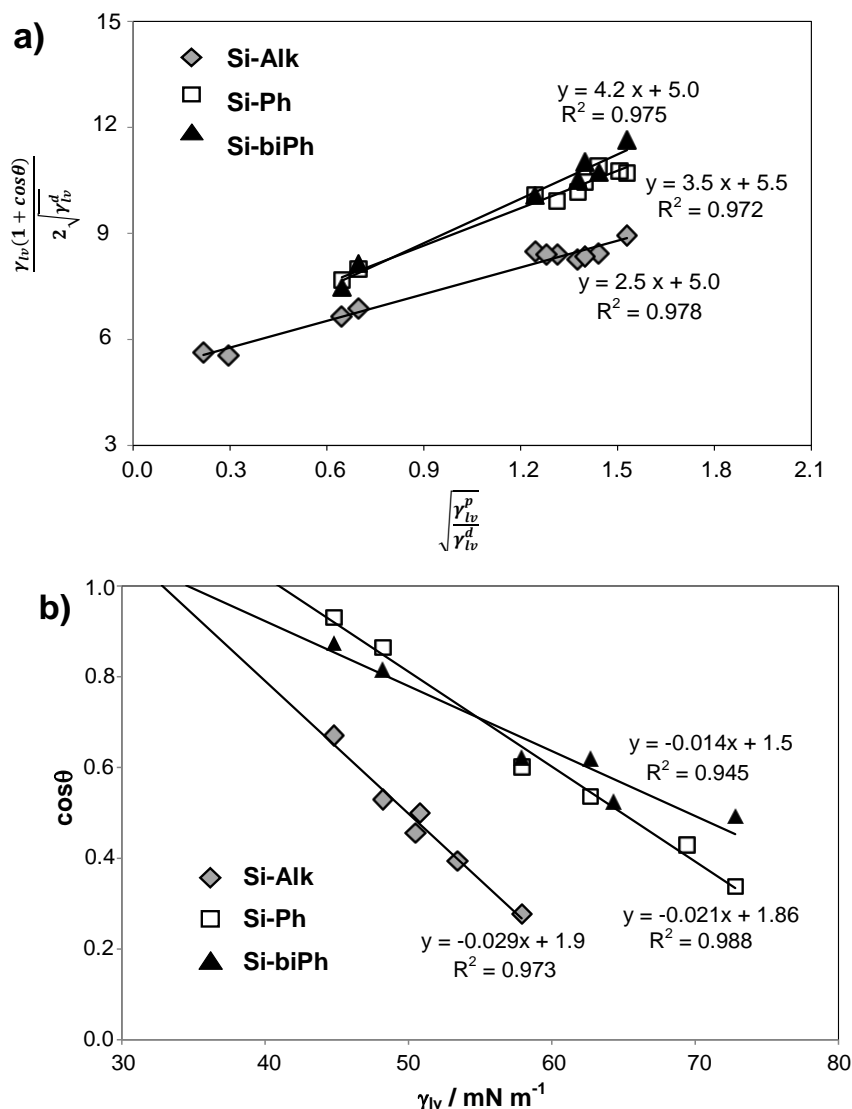 a)
15
12
9
6
3
Si-Alk
Si-Ph
Si-biPh
y = 4.2 x + 5.0
R² = 0.975
y = 3.5 x + 5.5
R² = 0.972
y = 2.5 x + 5.0
R² = 0.978
γₗᵥ(1 + cosθ) / 2√γₗᵥᵈ
0.0 0.3 0.6 0.9 1.2 1.5 1.8 2.1
√(γₗᵥᵖ / γₗᵥᵈ)
b)
1.0
0.8
0.6
0.4
0.2
0.0
cosθ
y = -0.014x + 1.5
R² = 0.945
Si-Alk
Si-Ph
Si-biPh
y = -0.029x + 1.9
R² = 0.973
y = -0.021x + 1.86
R² = 0.988
30 40 50 60 70 80
γₗᵥ / mN m⁻¹